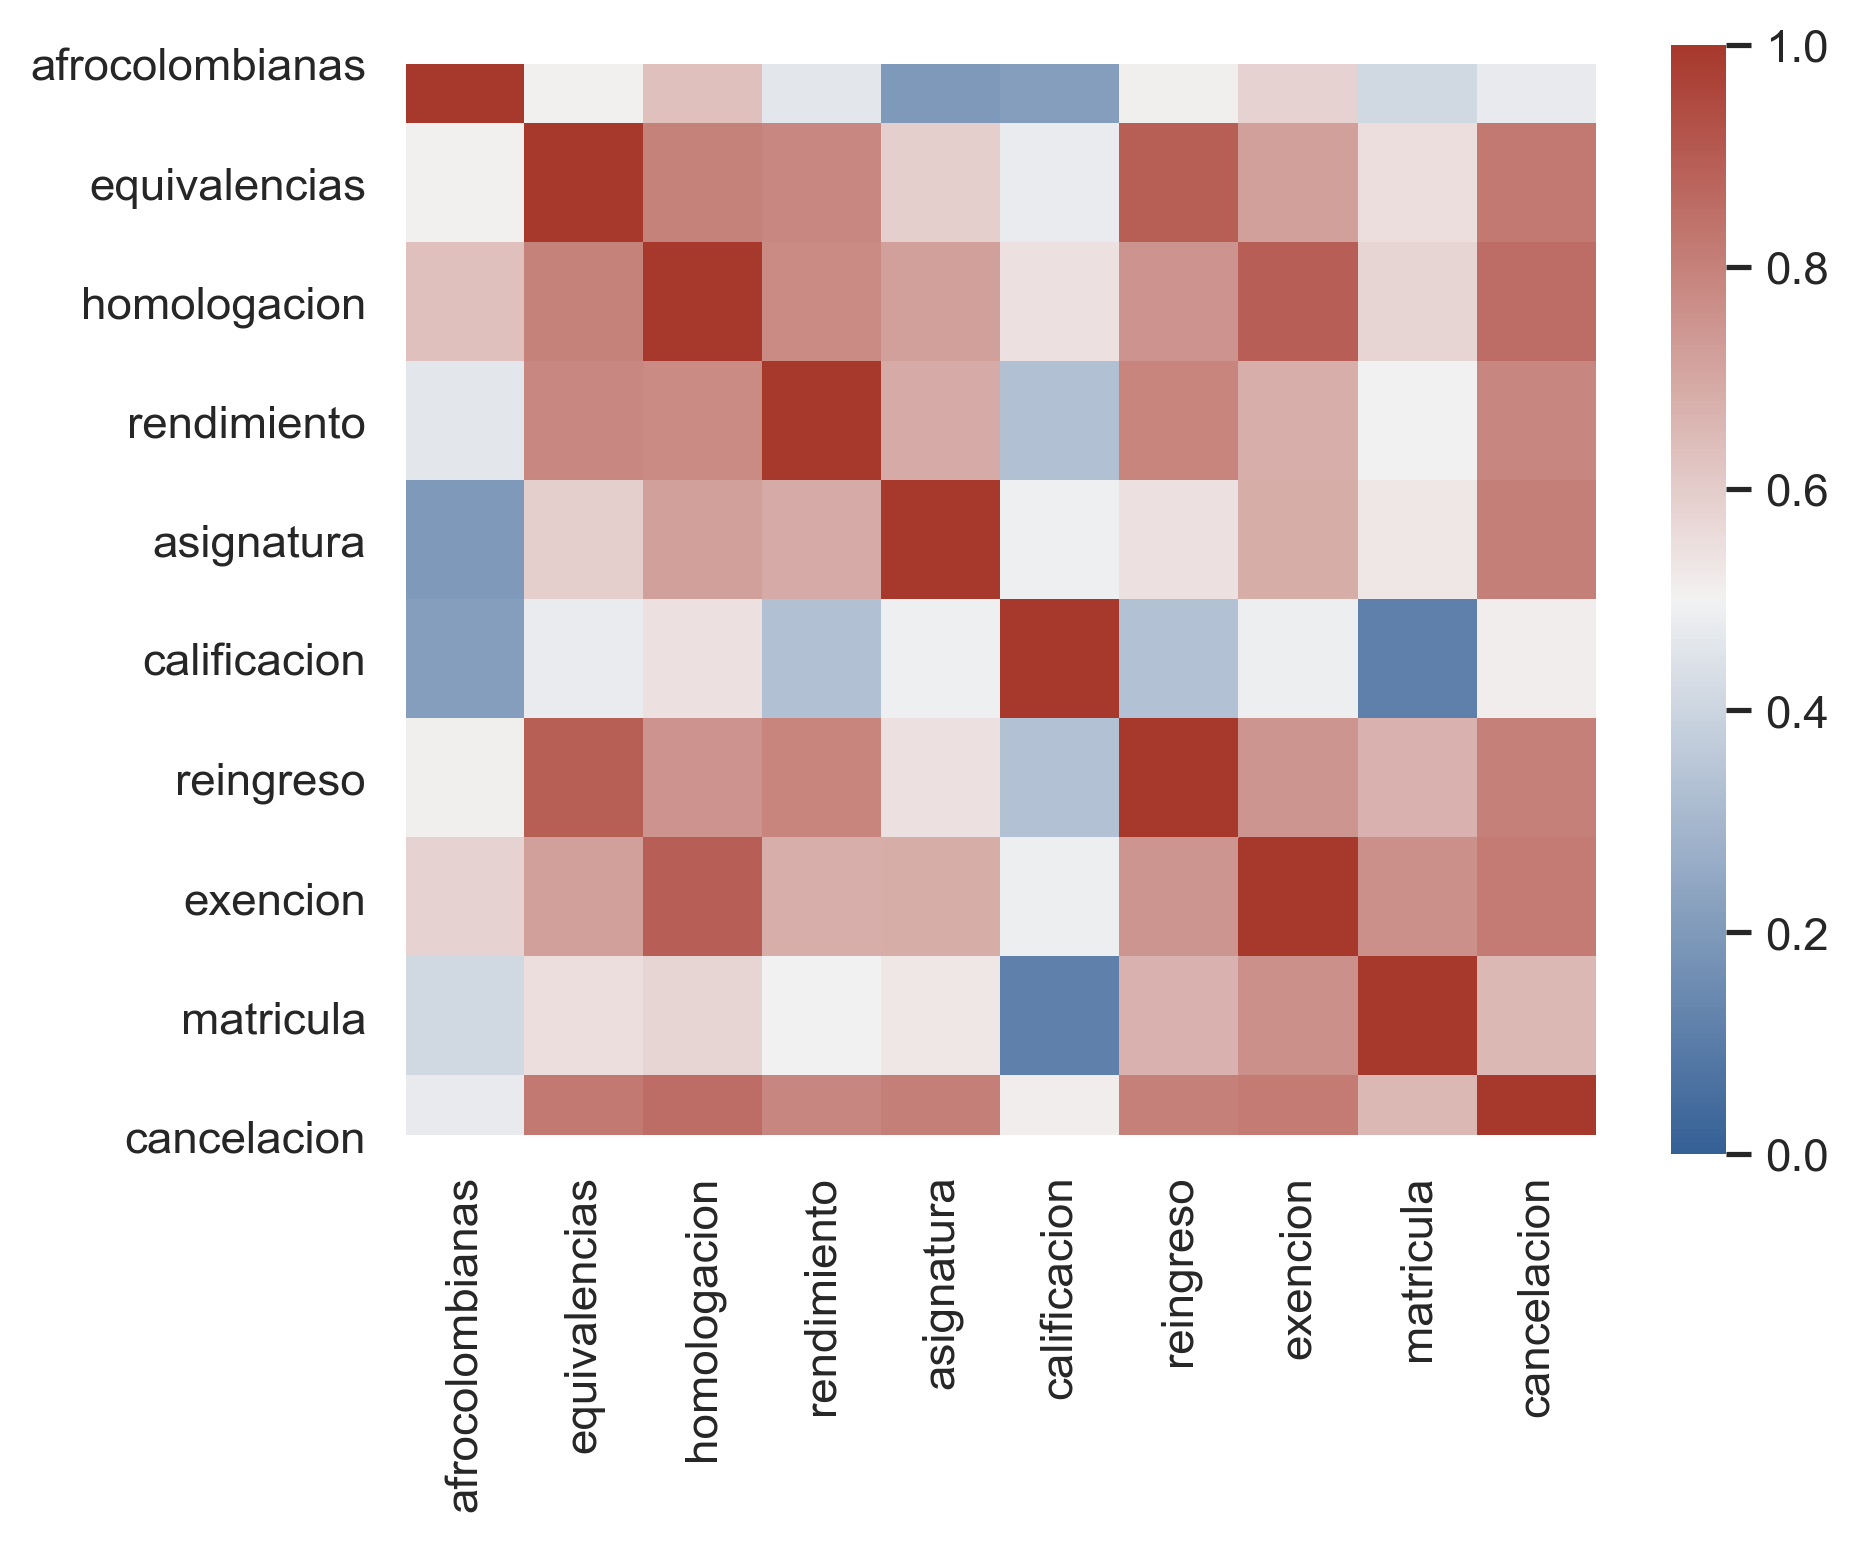 afrocolombianas
equivalencias
homologacion
rendimiento
asignatura
calificacion
reingreso
exencion
matricula
cancelacion
afrocolombianas
equivalencias
homologacion
rendimiento
asignatura
calificacion
reingreso
exencion
matricula
cancelacion
1.0
0.8
0.6
0.4
0.2
0.0